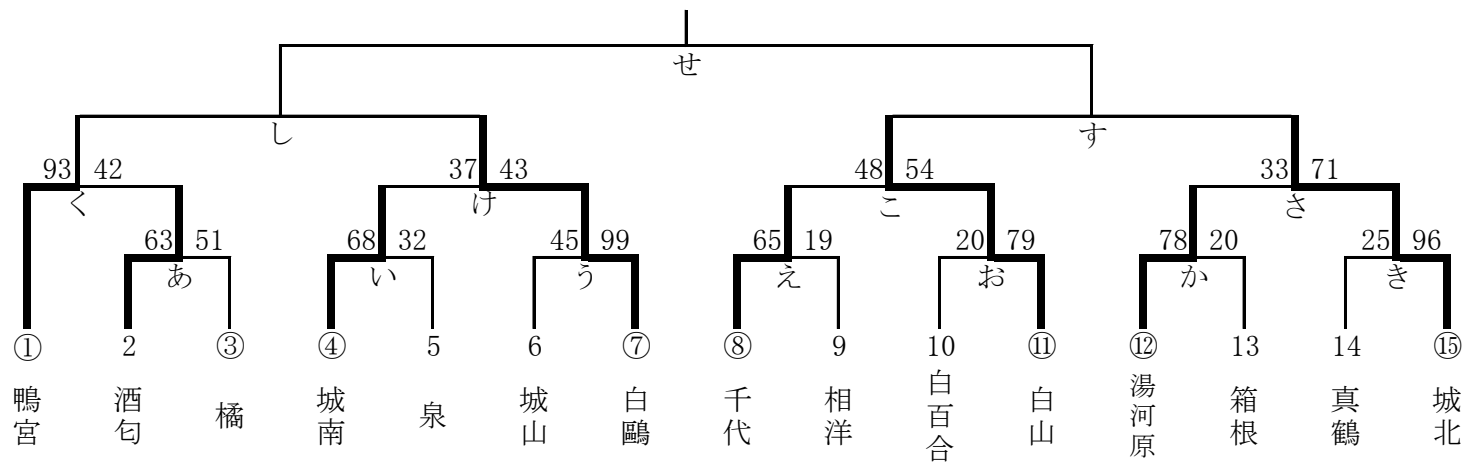 せ
し す
93 42 37 43 48 54 33 71
く け こ さ
63 51 68 32 45 99 65 19 20 79 78 20 25 96
あ い う え お か き
① 2 ③ ④ 5 6 ⑦ ⑧ 9 10 ⑪ ⑫ 13 14 ⑮
鴨宮 酒匂 橘 城南 泉 城山 白鷗 千代 相洋 白百合 白山 湯河原 箱根 真鶴 城北